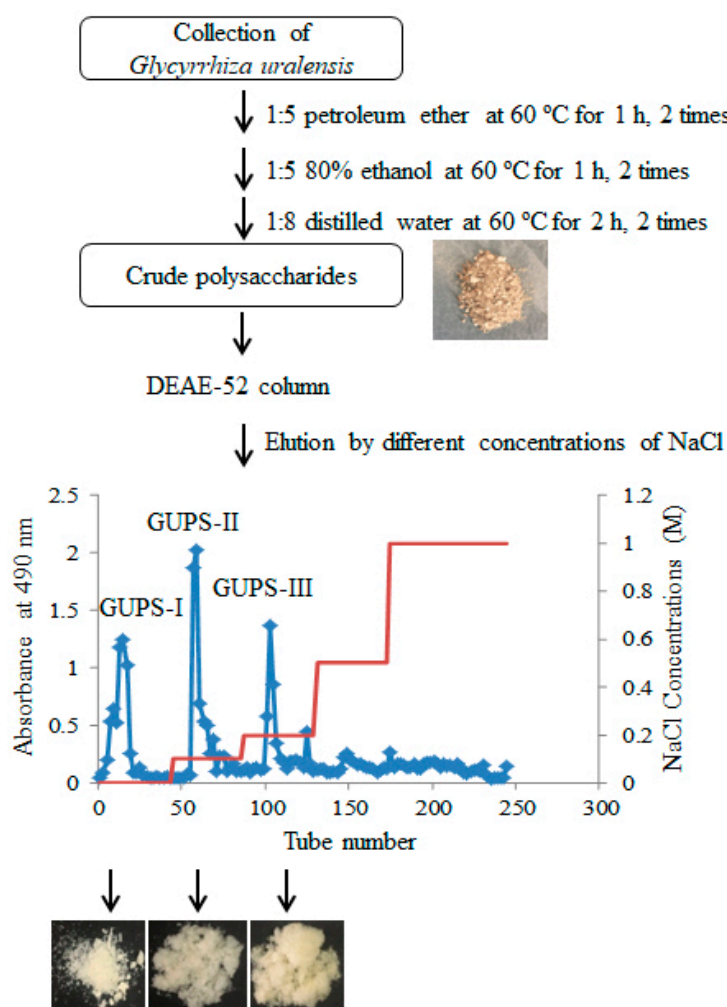 Collection of
Glycyrrhiza uralensis
1:5 petroleum ether at 60 °C for 1 h, 2 times
1:5 80% ethanol at 60 °C for 1 h, 2 times
1:8 distilled water at 60 °C for 2 h, 2 times
Crude polysaccharides
DEAE-52 column
Elution by different concentrations of NaCl
Absorbance at 490 nm
2.5
2
1.5
1
0.5
0
GUPS-I
GUPS-II
GUPS-III
1.2
1
0.8
0.6
0.4
0.2
0
NaCl Concentrations (M)
0 50 100 150 200 250 300
Tube number